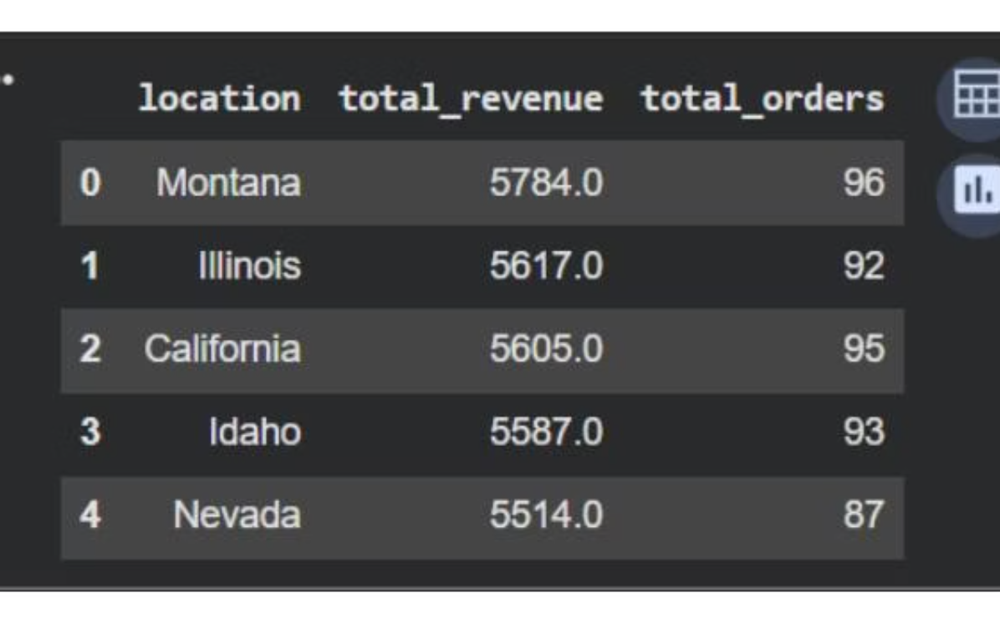 location total_revenue total_orders
0 Montana 5784.0 96
1 Illinois 5617.0 92
2 California 5605.0 95
3 Idaho 5587.0 93
4 Nevada 5514.0 87